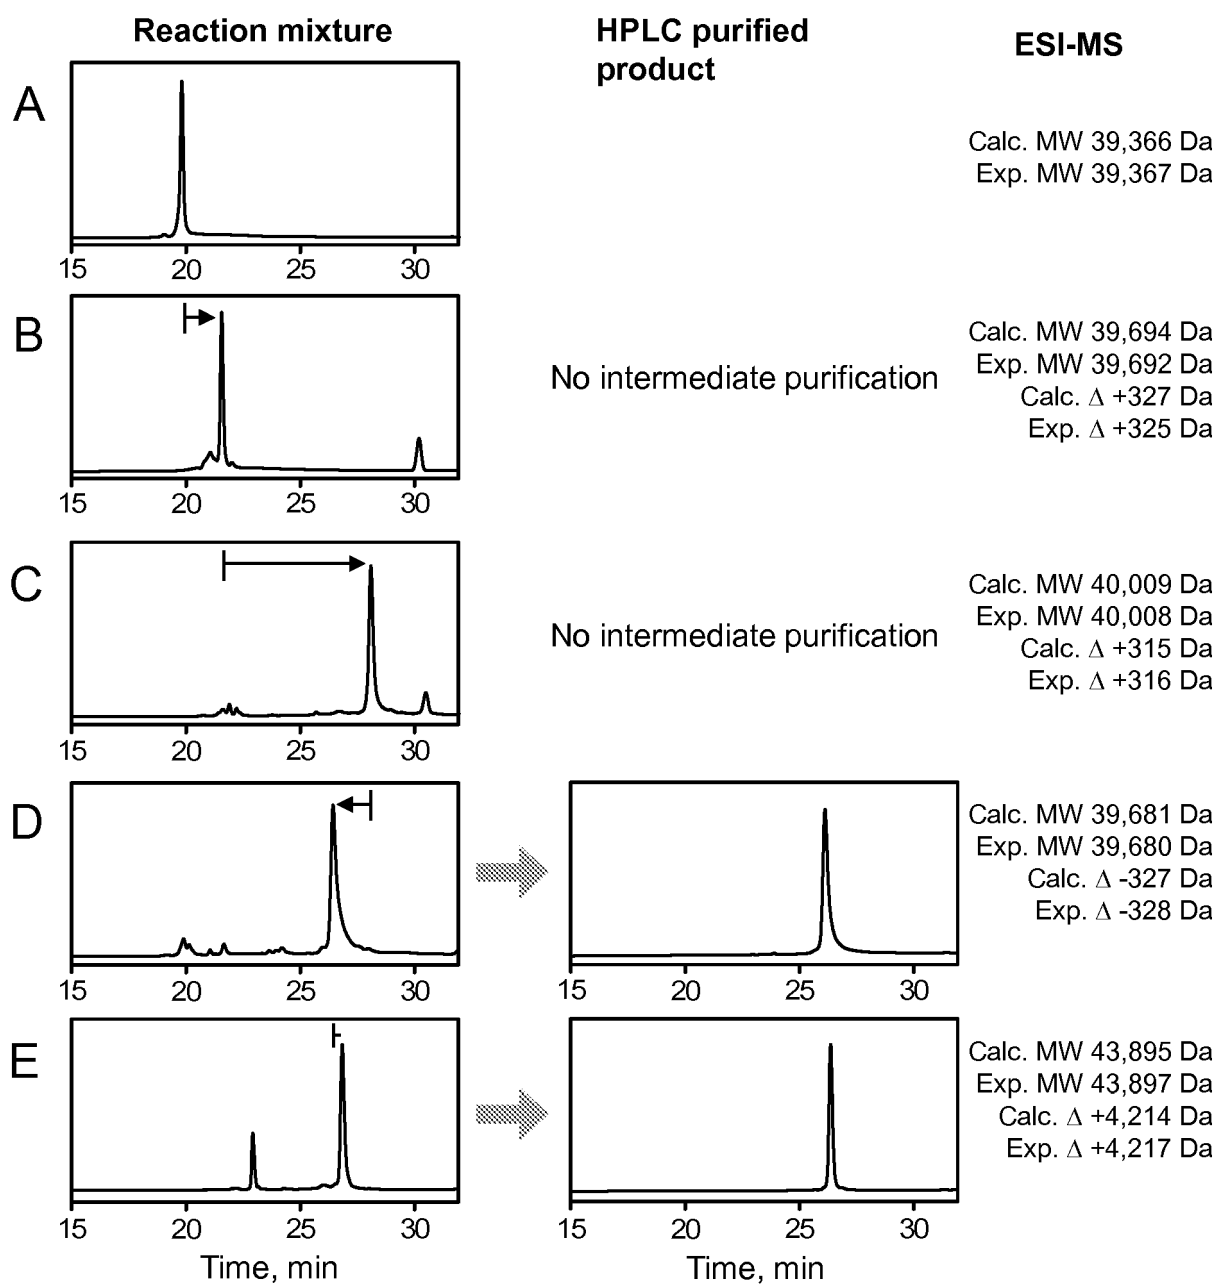 Reaction mixture
HPLC purified
product
ESI-MS
A
Calc. MW 39,366 Da
Exp. MW 39,367 Da
15 20 25 30
B
No intermediate purification
Calc. MW 39,694 Da
Exp. MW 39,692 Da
Calc. Δ +327 Da
Exp. Δ +325 Da
15 20 25 30
C
No intermediate purification
Calc. MW 40,009 Da
Exp. MW 40,008 Da
Calc. Δ +315 Da
Exp. Δ +316 Da
15 20 25 30
D
Calc. MW 39,681 Da
Exp. MW 39,680 Da
Calc. Δ -327 Da
Exp. Δ -328 Da
15 20 25 30
15 20 25 30
E
Calc. MW 43,895 Da
Exp. MW 43,897 Da
Calc. Δ +4,214 Da
Exp. Δ +4,217 Da
15 20 25 30
15 20 25 30
Time, min
Time, min